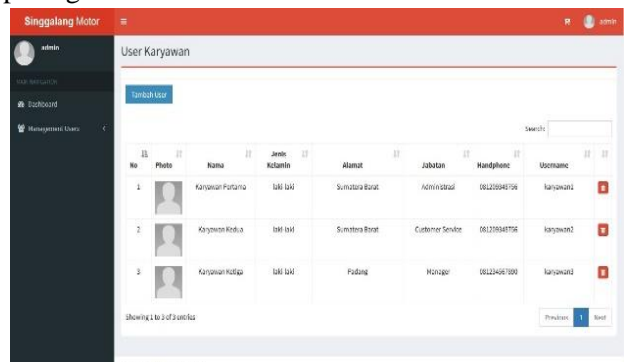 Singgalang Motor
admin
admin
User Karyawan
Dashboard
Management Users
Tambah User
Search:
No Photo Nama Jenis Kelamin Alamat Jabatan Handphone Username
1 Karyawan Pertama laki-laki Sumatera Barat Administrasi karyawan1
2 Karyawan Kedua laki-laki Sumatera Barat Customer Service karyawan2
3 Karyawan Ketiga laki-laki Padang Manager 081234567890 karyawan3
Showing 1 to 3 of 3 entries
Previous 1 Next